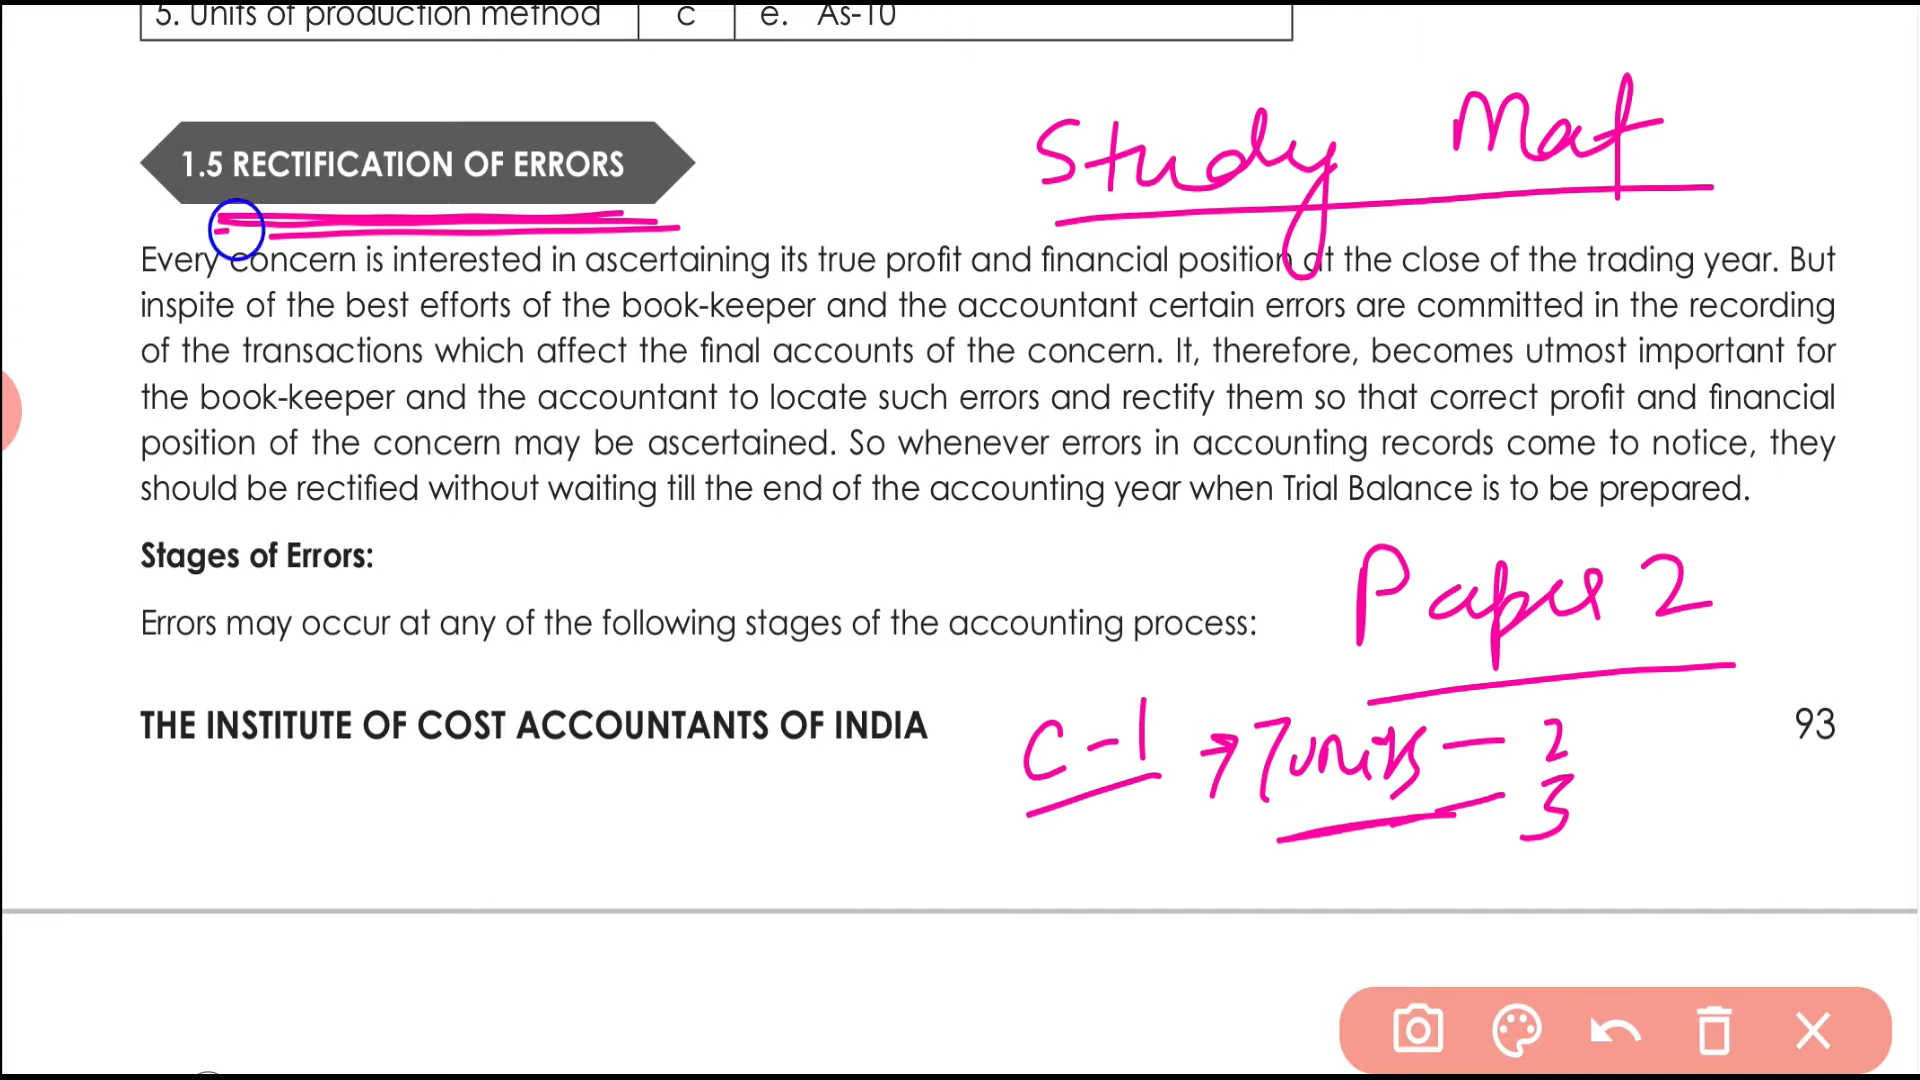 5. Units of production method c e. As-10
Study Mat
1.5 RECTIFICATION OF ERRORS
Every concern is interested in ascertaining its true profit and financial position at the close of the trading year. But
inspite of the best efforts of the book-keeper and the accountant certain errors are committed in the recording
of the transactions which affect the final accounts of the concern. It, therefore, becomes utmost important for
the book-keeper and the accountant to locate such errors and rectify them so that correct profit and financial
position of the concern may be ascertained. So whenever errors in accounting records come to notice, they
should be rectified without waiting till the end of the accounting year when Trial Balance is to be prepared.
Stages of Errors:
Paper 2
Errors may occur at any of the following stages of the accounting process:
THE INSTITUTE OF COST ACCOUNTANTS OF INDIA 93
C-1 → 7 units - 2
3